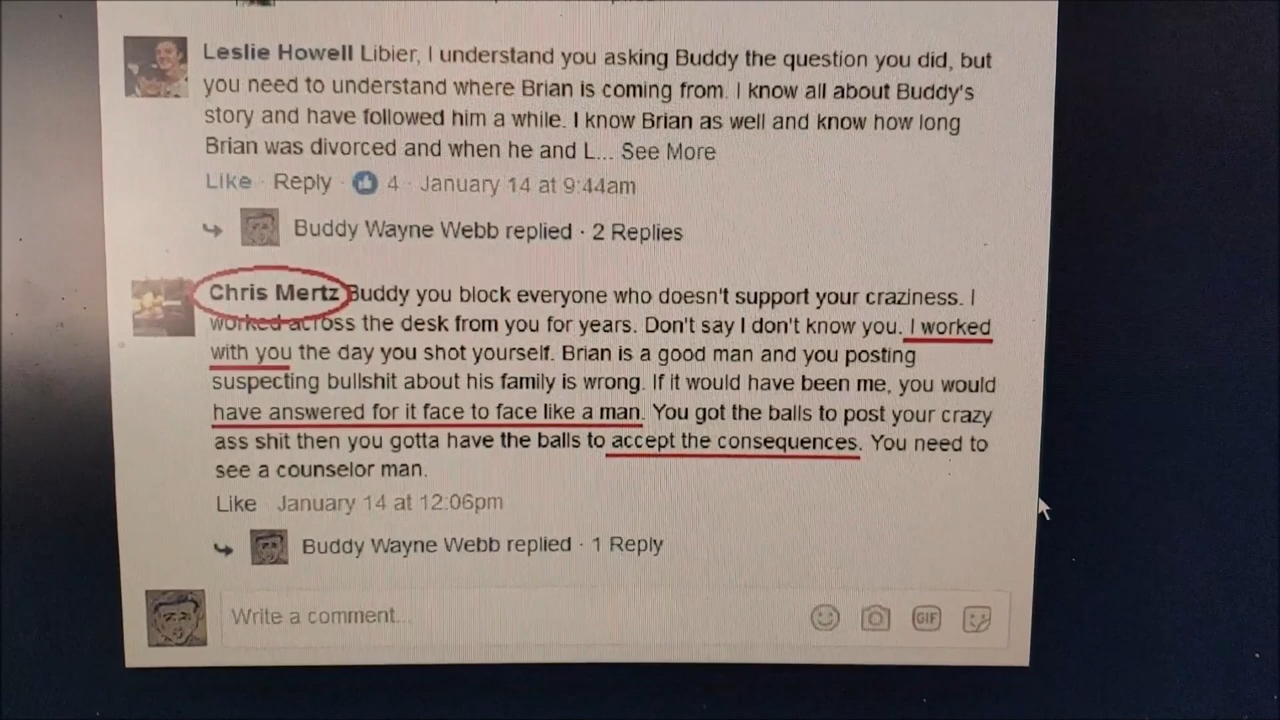 Leslie Howell Libier, I understand you asking Buddy the question you did, but
you need to understand where Brian is coming from. I know all about Buddy's
story and have followed him a while. I know Brian as well and know how long
Brian was divorced and when he and L... See More
Like · Reply · 4 · January 14 at 9:44am
Buddy Wayne Webb replied · 2 Replies
Chris Mertz Buddy you block everyone who doesn't support your craziness. I
worked across the desk from you for years. Don't say I don't know you. I worked
with you the day you shot yourself. Brian is a good man and you posting
suspecting bullshit about his family is wrong. If it would have been me, you would
have answered for it face to face like a man. You got the balls to post your crazy
ass shit then you gotta have the balls to accept the consequences. You need to
see a counselor man.
Like · January 14 at 12:06pm
Buddy Wayne Webb replied · 1 Reply
Write a comment...
GIF